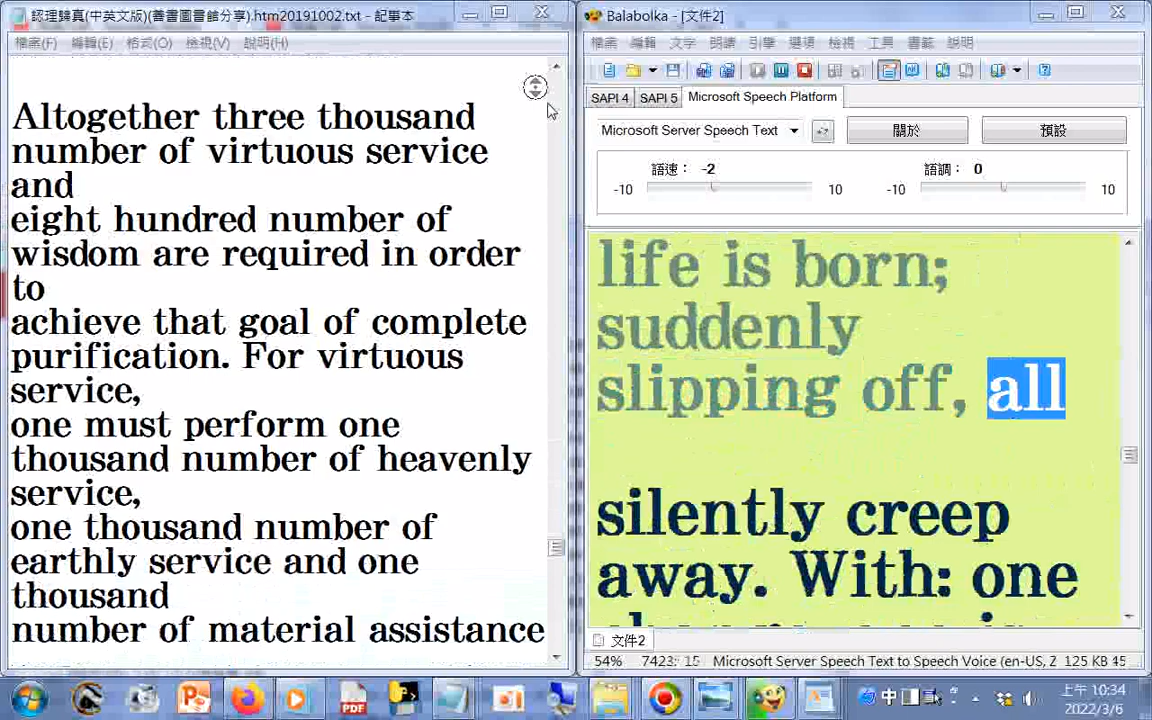 認理歸真(中英文版)(善書圖書館分享).htm20191002.txt - 記事本
檔案(F) 編輯(E) 格式(O) 檢視(V) 說明(H)
Altogether three thousand
number of virtuous service
and
eight hundred number of
wisdom are required in order
to
achieve that goal of complete
purification. For virtuous
service,
one must perform one
thousand number of heavenly
service,
one thousand number of
earthly service and one
thousand
number of material assistance
Balabolka - [文件2]
檔案 編輯 文字 朗讀 引擎 選項 檢視 工具 書籤 說明
SAPI 4 SAPI 5 Microsoft Speech Platform
Microsoft Server Speech Text 關於 預設
語速： -2 語調： 0
-10 10 -10 10
life is born;
suddenly
slipping off, all
silently creep
away. With: one
文件2
54% 7423: 15 Microsoft Server Speech Text to Speech Voice (en-US, Z 125 KB 45
PDF 中 上午 10:34
2022/3/6